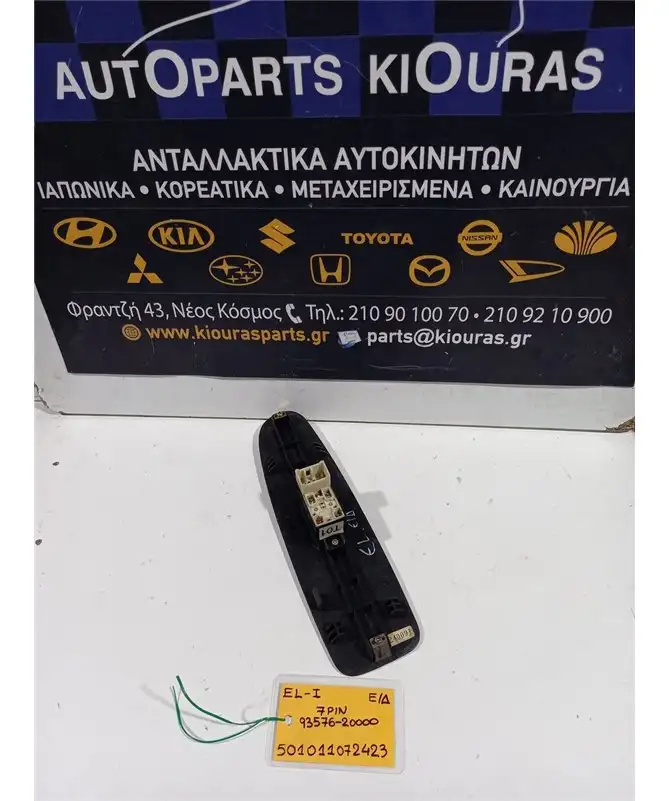 AUTOPARTS KIOURAS
ΑΝΤΑΛΛΑΚΤΙΚΑ ΑΥΤΟΚΙΝΗΤΩΝ
ΙΑΠΩΝΙΚΑ • ΚΟΡΕΑΤΙΚΑ • ΜΕΤΑΧΕΙΡΙΣΜΕΝΑ • ΚΑΙΝΟΥΡΓΙΑ
KIA TOYOTA NISSAN
Φραντζή 43, Νέος Κόσμος Τηλ.: 210 90 100 70 • 210 92 10 900
www.kiourasparts.gr parts@kiouras.gr
T01
EL-I Ε/Δ
7PIN
93576-20000
501011072423